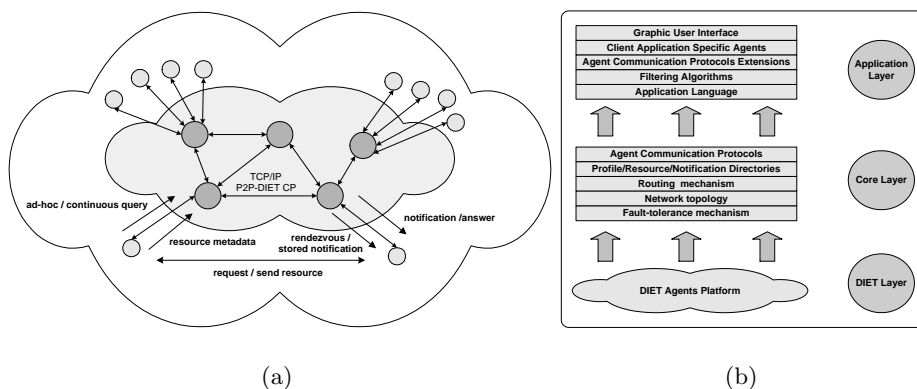 TCP/IP
P2P-DIET CP
ad-hoc / continuous query
resource metadata
rendezvous /
stored notification
notification /answer
request / send resource
(a)
Graphic User Interface
Client Application Specific Agents
Agent Communication Protocols Extensions
Filtering Algorithms
Application Language
Application
Layer
Agent Communication Protocols
Profile/Resource/Notification Directories
Routing mechanism
Network topology
Fault-tolerance mechanism
Core Layer
DIET Agents Platform
DIET Layer
(b)